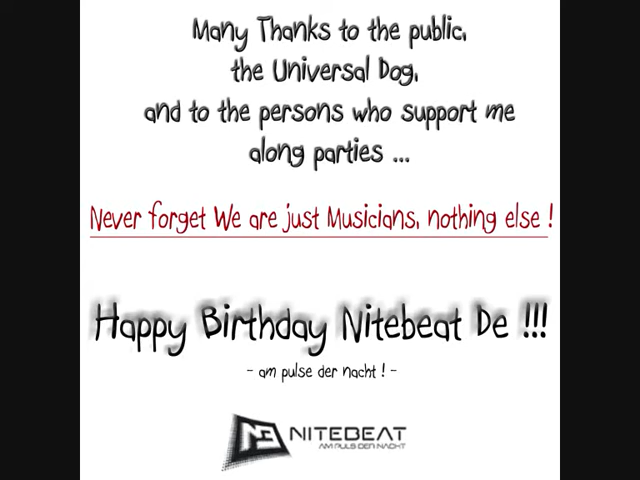 Many Thanks to the public,
the Universal Dog,
and to the persons who support me
along parties ...
Never forget We are just Musicians, nothing else !
Happy Birthday Nitebeat De !!!
- am pulse der nacht ! -
NITEBEAT
AM PULS DER NACHT